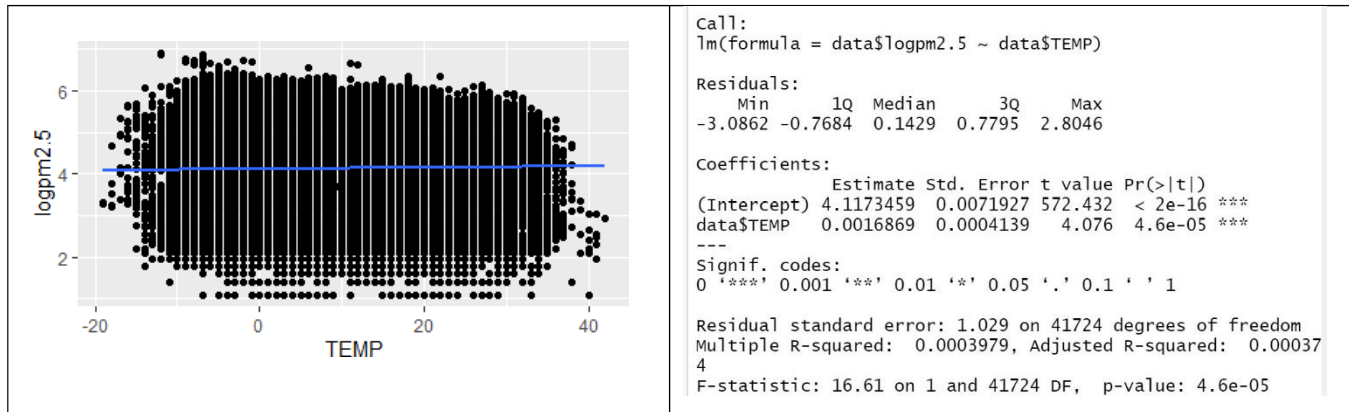 6
4
2
logpm2.5
-20 0 20 40
TEMP
Call:
lm(formula = data$logpm2.5 ~ data$TEMP)
Residuals:
Min 1Q Median 3Q Max
-3.0862 -0.7684 0.1429 0.7795 2.8046
Coefficients:
Estimate Std. Error t value Pr(>|t|)
(Intercept) 4.1173459 0.0071927 572.432 < 2e-16 ***
data$TEMP 0.0016869 0.0004139 4.076 4.6e-05 ***
---
Signif. codes:
0 ‘***’ 0.001 ‘**’ 0.01 ‘*’ 0.05 ‘.’ 0.1 ‘ ’ 1
Residual standard error: 1.029 on 41724 degrees of freedom
Multiple R-squared: 0.0003979, Adjusted R-squared: 0.00037
4
F-statistic: 16.61 on 1 and 41724 DF, p-value: 4.6e-05